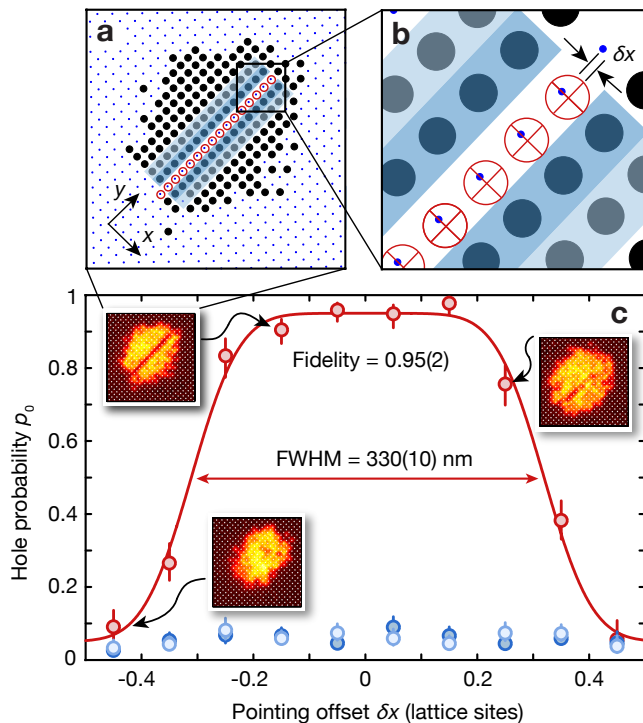 a
b
δx
y
x
c
1
0.8
0.6
0.4
0.2
0
Hole probability p₀
Fidelity = 0.95(2)
FWHM = 330(10) nm
-0.4 -0.2 0 0.2 0.4
Pointing offset δx (lattice sites)